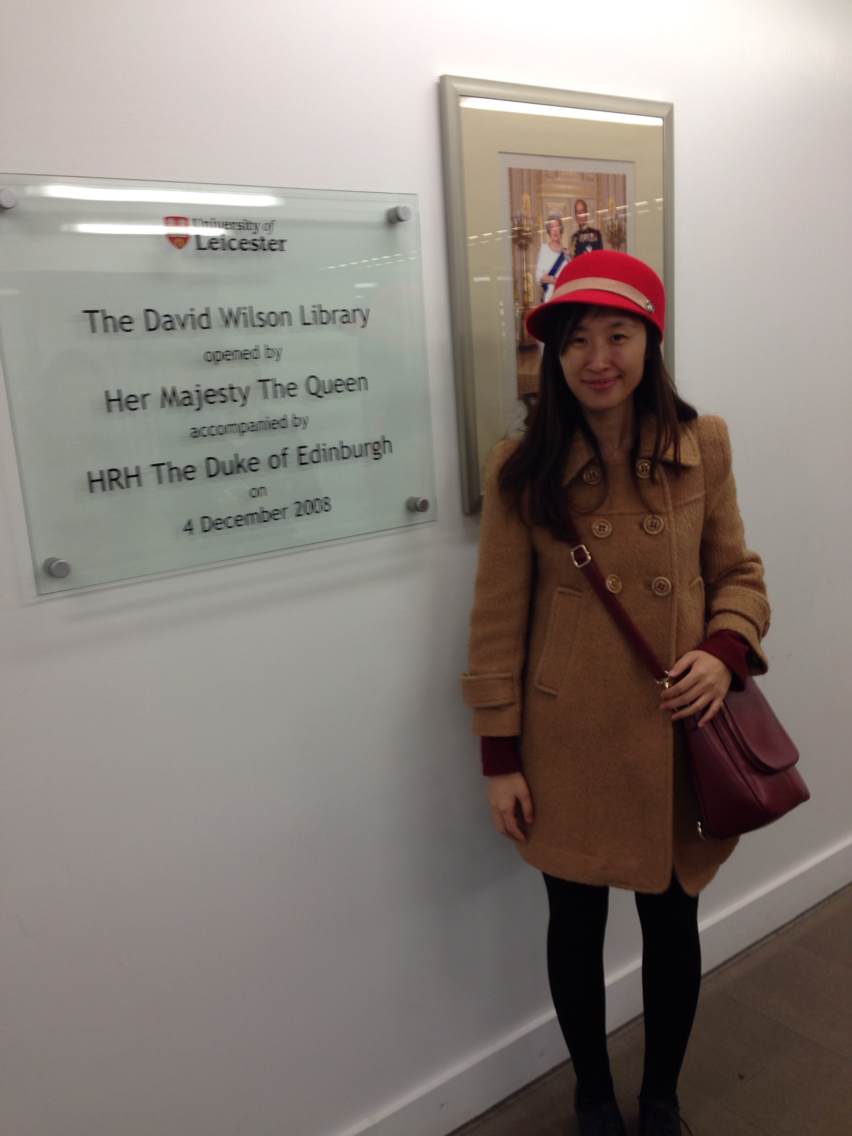 University of
Leicester
The David Wilson Library
opened by
Her Majesty The Queen
accompanied by
HRH The Duke of Edinburgh
on
4 December 2008